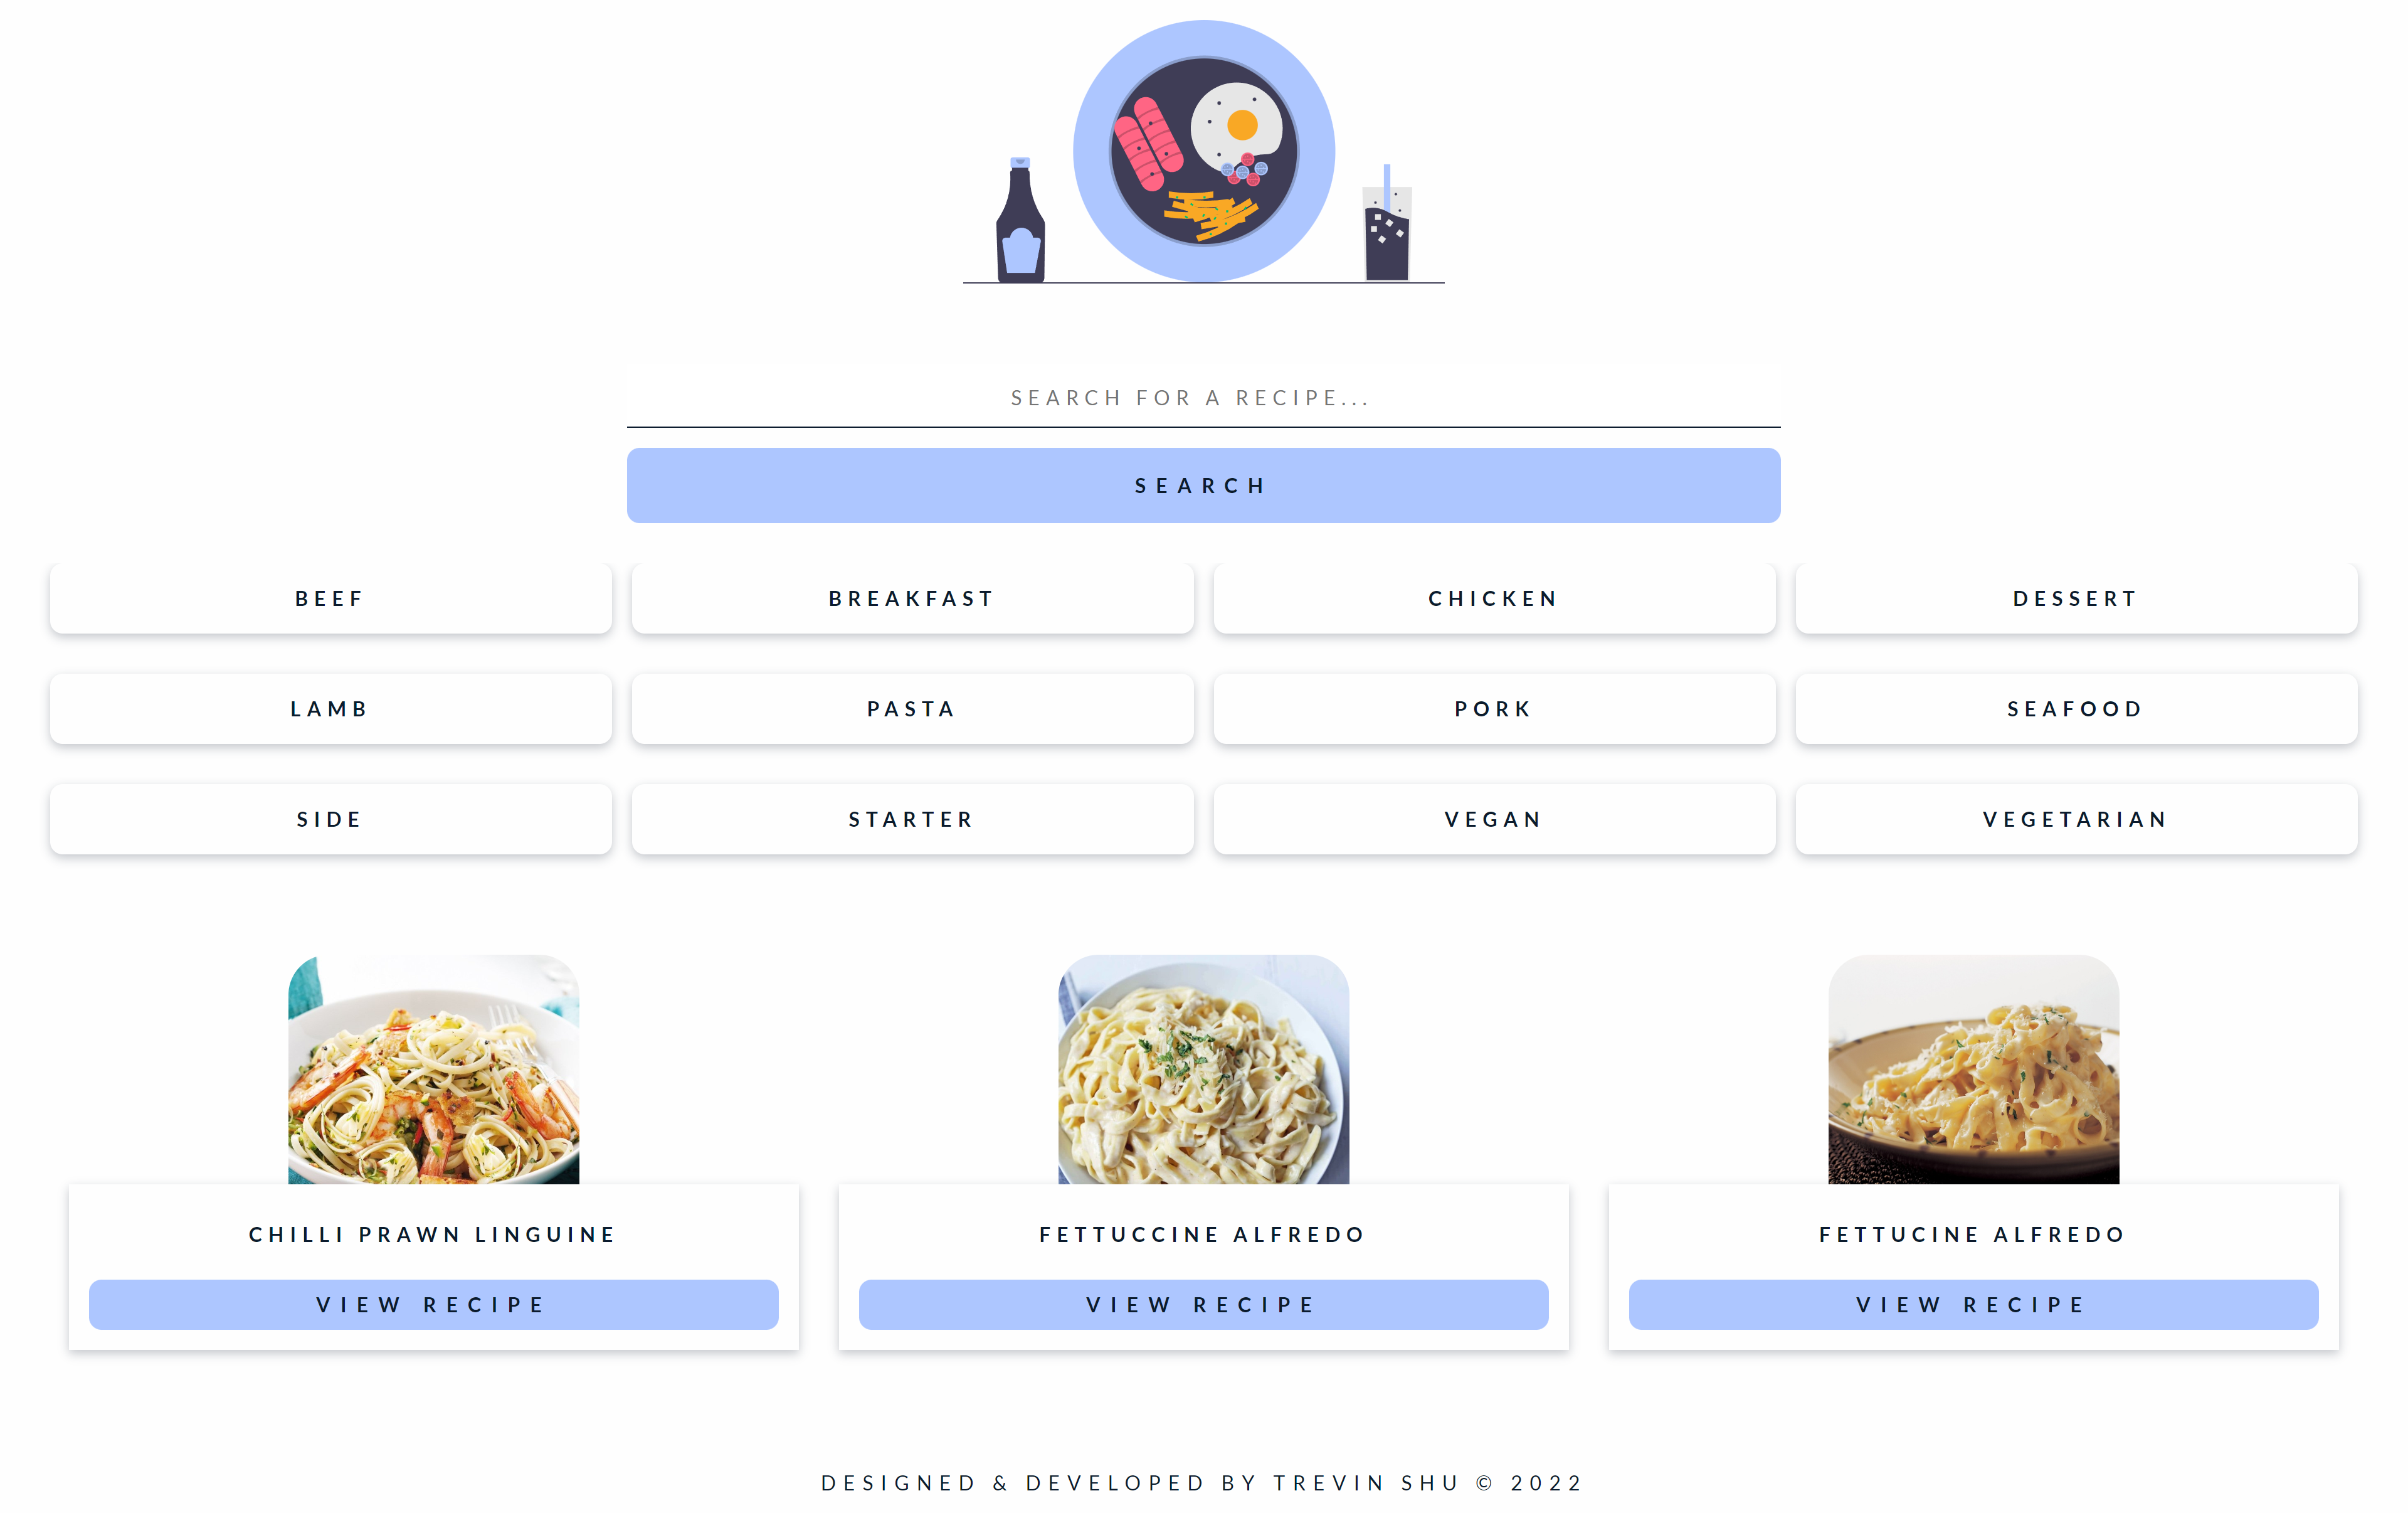 SEARCH FOR A RECIPE...
SEARCH
BEEF
BREAKFAST
CHICKEN
DESSERT
LAMB
PASTA
PORK
SEAFOOD
SIDE
STARTER
VEGAN
VEGETARIAN
CHILLI PRAWN LINGUINE
VIEW RECIPE
FETTUCCINE ALFREDO
VIEW RECIPE
FETTUCINE ALFREDO
VIEW RECIPE
DESIGNED & DEVELOPED BY TREVIN SHU © 2022